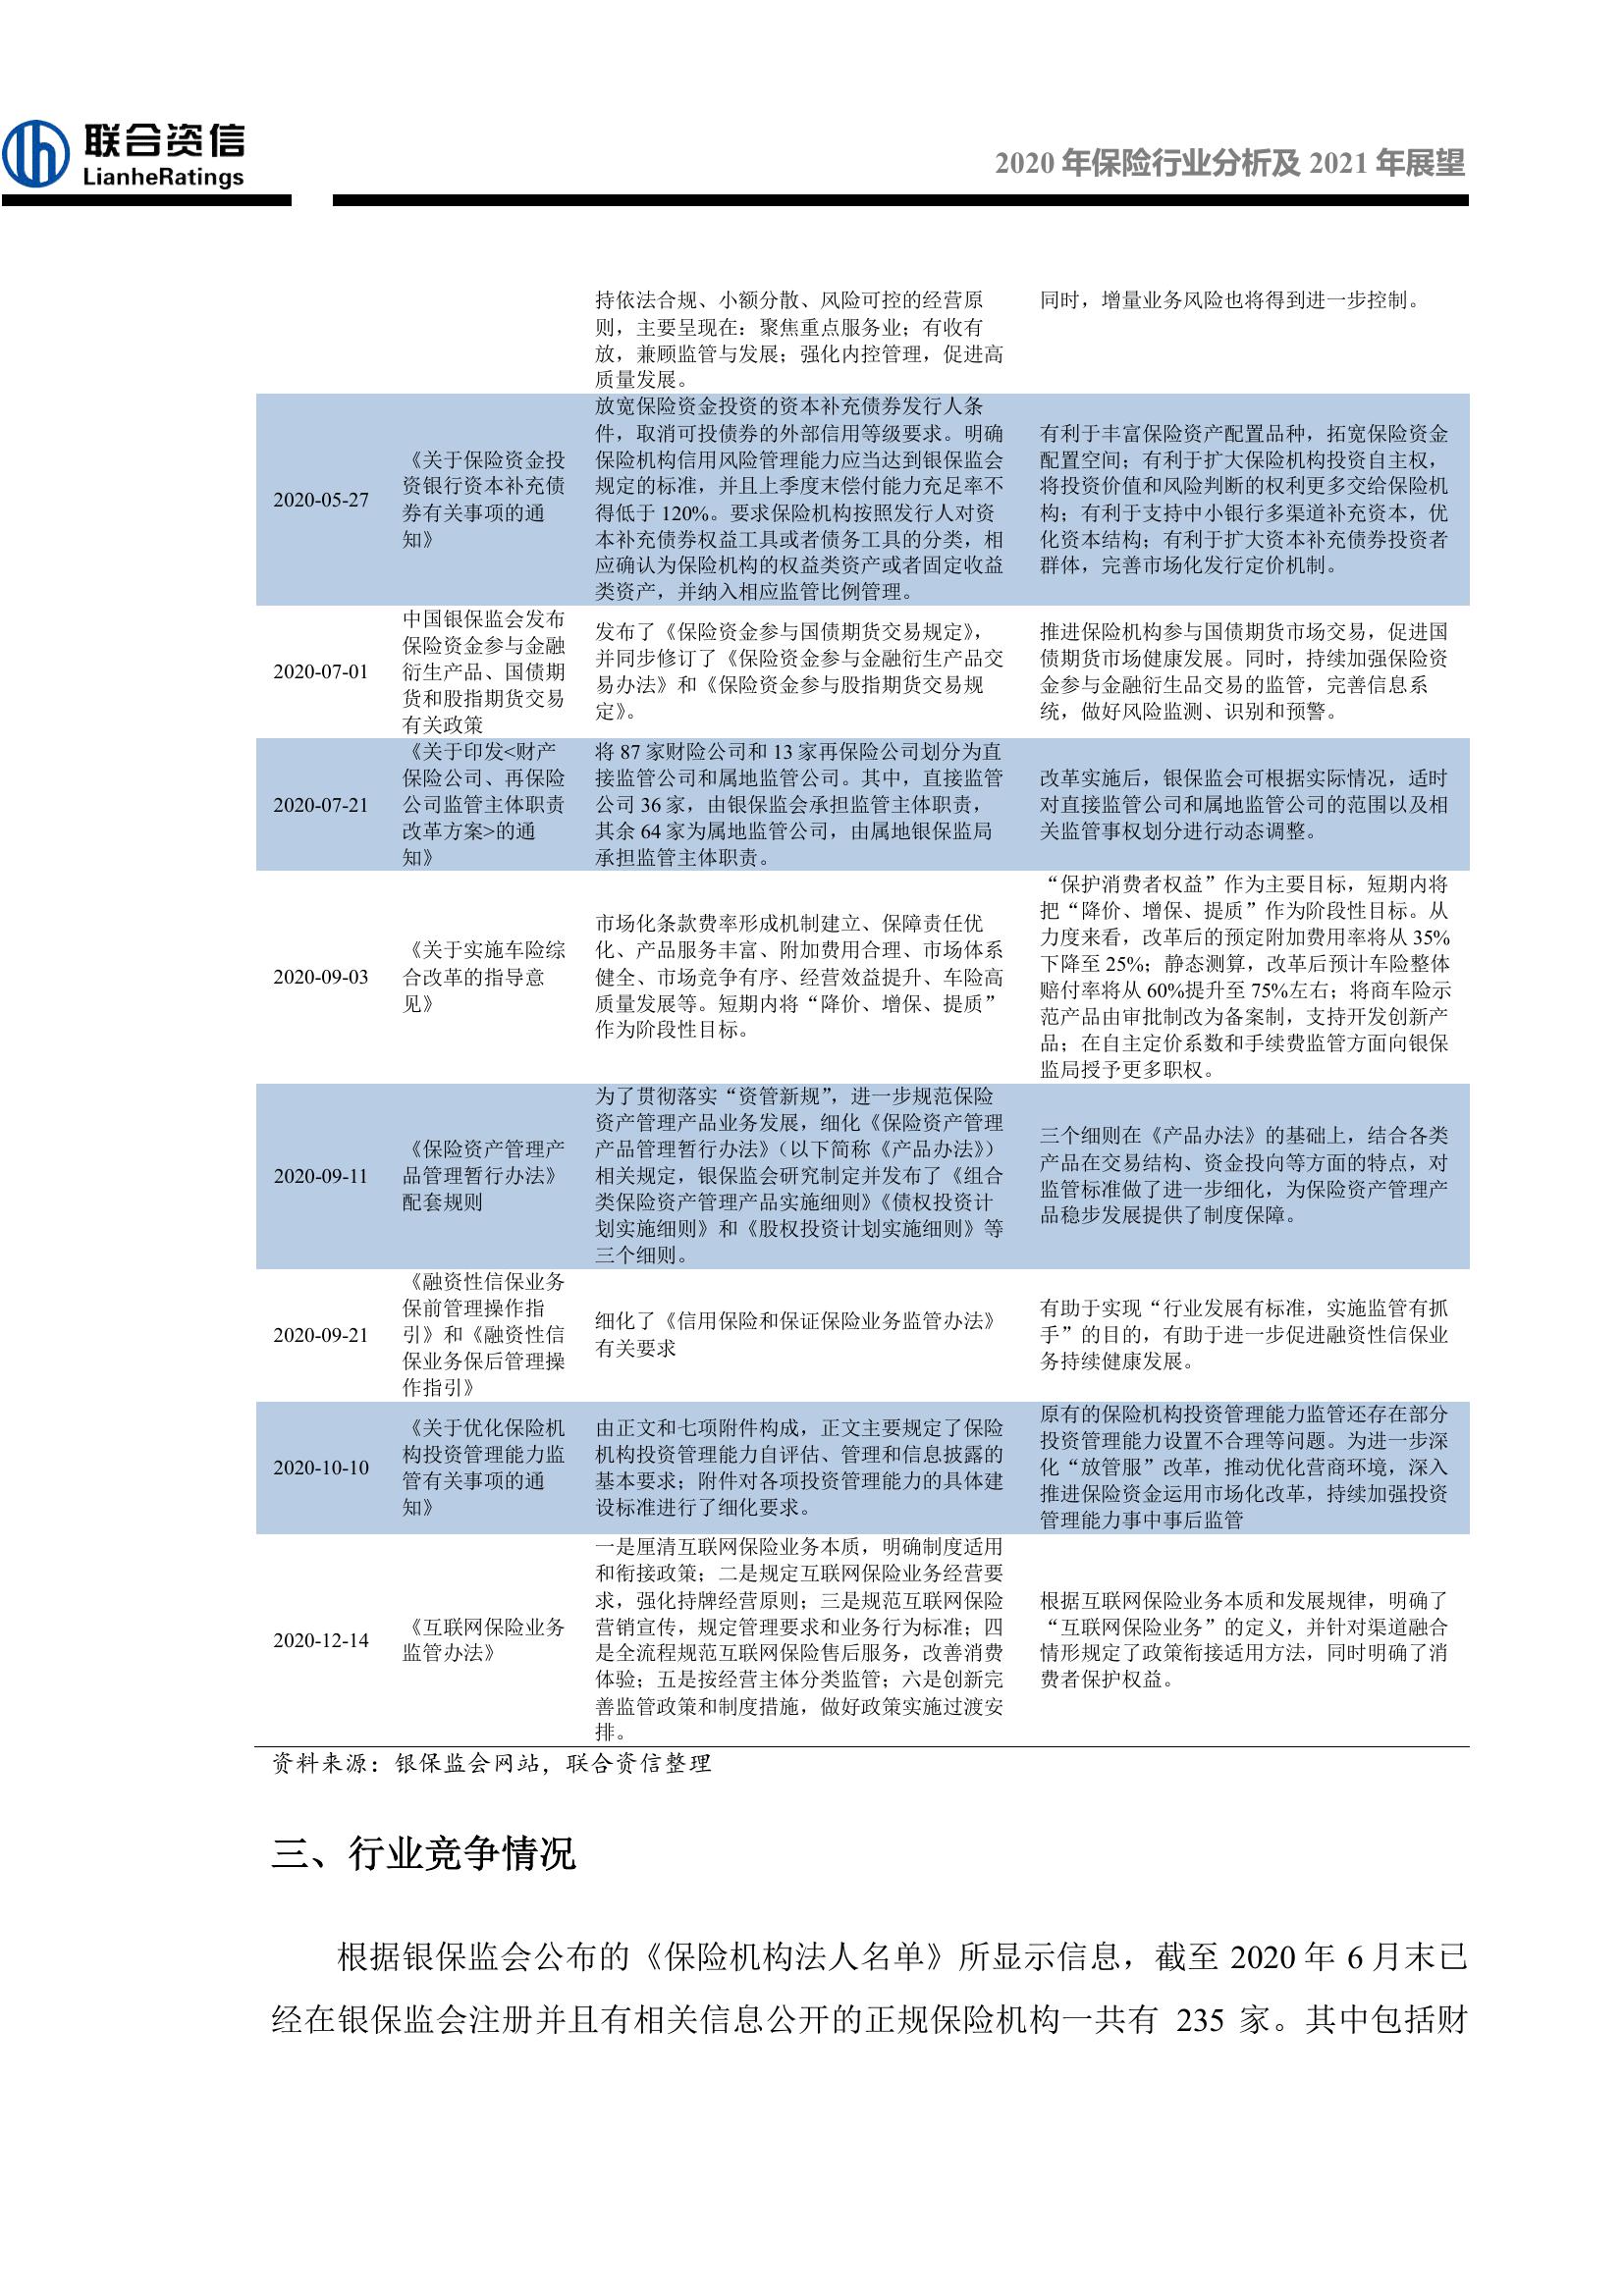 联合资信
LianheRatings
2020 年保险行业分析及 2021 年展望
持依法合规、小额分散、风险可控的经营原
则，主要呈现在：聚焦重点服务业；有收有
放，兼顾监管与发展；强化内控管理，促进高
质量发展。
同时，增量业务风险也将得到进一步控制。
2020-05-27
《关于保险资金投
资银行资本补充债
券有关事项的通
知》
放宽保险资金投资的资本补充债券发行人条
件，取消可投债券的外部信用等级要求。明确
保险机构信用风险管理能力应当达到银保监会
规定的标准，并且上季度末偿付能力充足率不
得低于 120%。要求保险机构按照发行人对资
本补充债券权益工具或者债务工具的分类，相
应确认为保险机构的权益类资产或者固定收益
类资产，并纳入相应监管比例管理。
有利于丰富保险资产配置品种，拓宽保险资金
配置空间；有利于扩大保险机构投资自主权，
将投资价值和风险判断的权利更多交给保险机
构；有利于支持中小银行多渠道补充资本，优
化资本结构；有利于扩大资本补充债券投资者
群体，完善市场化发行定价机制。
2020-07-01
中国银保监会发布
保险资金参与金融
衍生产品、国债期
货和股指期货交易
有关政策
发布了《保险资金参与国债期货交易规定》，
并同步修订了《保险资金参与金融衍生产品交
易办法》和《保险资金参与股指期货交易规
定》。
推进保险机构参与国债期货市场交易，促进国
债期货市场健康发展。同时，持续加强保险资
金参与金融衍生品交易的监管，完善信息系
统，做好风险监测、识别和预警。
2020-07-21
《关于印发<财产
保险公司、再保险
公司监管主体职责
改革方案>的通
知》
将 87 家财险公司和 13 家再保险公司划分为直
接监管公司和属地监管公司。其中，直接监管
公司 36 家，由银保监会承担监管主体职责，
其余 64 家为属地监管公司，由属地银保监局
承担监管主体职责。
改革实施后，银保监会可根据实际情况，适时
对直接监管公司和属地监管公司的范围以及相
关监管事权划分进行动态调整。
2020-09-03
《关于实施车险综
合改革的指导意
见》
市场化条款费率形成机制建立、保障责任优
化、产品服务丰富、附加费用合理、市场体系
健全、市场竞争有序、经营效益提升、车险高
质量发展等。短期内将“降价、增保、提质”
作为阶段性目标。
“保护消费者权益”作为主要目标，短期内将
把“降价、增保、提质”作为阶段性目标。从
力度来看，改革后的预定附加费用率将从 35%
下降至 25%；静态测算，改革后预计车险整体
赔付率将从 60%提升至 75%左右；将商车险示
范产品由审批制改为备案制，支持开发创新产
品；在自主定价系数和手续费监管方面向银保
监局授予更多职权。
2020-09-11
《保险资产管理产
品管理暂行办法》
配套规则
为了贯彻落实“资管新规”，进一步规范保险
资产管理产品业务发展，细化《保险资产管理
产品管理暂行办法》（以下简称《产品办法》）
相关规定，银保监会研究制定并发布了《组合
类保险资产管理产品实施细则》《债权投资计
划实施细则》和《股权投资计划实施细则》等
三个细则。
三个细则在《产品办法》的基础上，结合各类
产品在交易结构、资金投向等方面的特点，对
监管标准做了进一步细化，为保险资产管理产
品稳步发展提供了制度保障。
2020-09-21
《融资性信保业务
保前管理操作指
引》和《融资性信
保业务保后管理操
作指引》
细化了《信用保险和保证保险业务监管办法》
有关要求
有助于实现“行业发展有标准，实施监管有抓
手”的目的，有助于进一步促进融资性信保业
务持续健康发展。
2020-10-10
《关于优化保险机
构投资管理能力监
管有关事项的通
知》
由正文和七项附件构成，正文主要规定了保险
机构投资管理能力自评估、管理和信息披露的
基本要求；附件对各项投资管理能力的具体建
设标准进行了细化要求。
原有的保险机构投资管理能力监管还存在部分
投资管理能力设置不合理等问题。为进一步深
化“放管服”改革，推动优化营商环境，深入
推进保险资金运用市场化改革，持续加强投资
管理能力事中事后监管
2020-12-14
《互联网保险业务
监管办法》
一是厘清互联网保险业务本质，明确制度适用
和衔接政策；二是规定互联网保险业务经营要
求，强化持牌经营原则；三是规范互联网保险
营销宣传，规定管理要求和业务行为标准；四
是全流程规范互联网保险售后服务，改善消费
体验；五是按经营主体分类监管；六是创新完
善监管政策和制度措施，做好政策实施过渡安
排。
根据互联网保险业务本质和发展规律，明确了
“互联网保险业务”的定义，并针对渠道融合
情形规定了政策衔接适用方法，同时明确了消
费者保护权益。
资料来源：银保监会网站，联合资信整理
三、行业竞争情况
根据银保监会公布的《保险机构法人名单》所显示信息，截至 2020 年 6 月末已
经在银保监会注册并且有相关信息公开的正规保险机构一共有 235 家。其中包括财